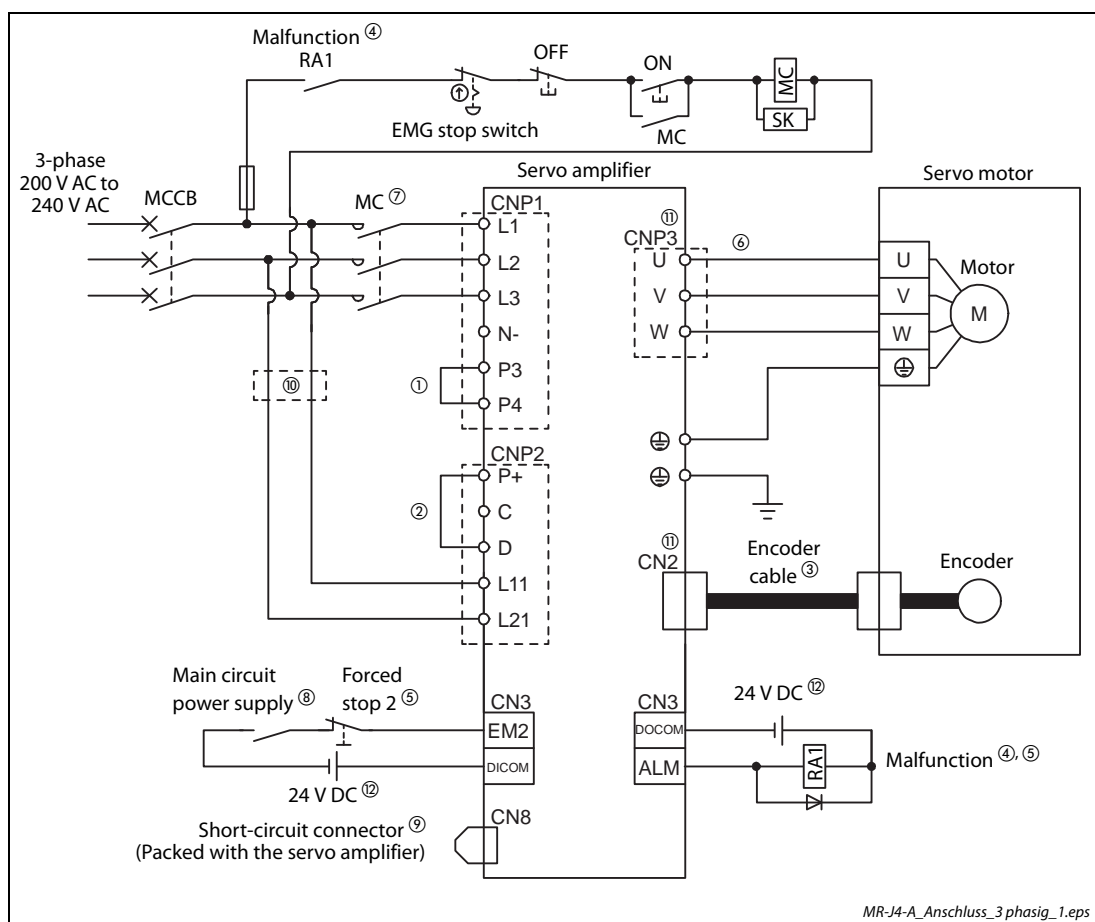 Malfunction ④
RA1
OFF
ON
MC
SK
EMG stop switch
MC
3-phase
200 V AC to
240 V AC
MCCB
MC ⑦
Servo amplifier
Servo motor
CNP1
L1
L2
L3
N-
P3
P4
①
⑩
⑪
CNP3
U
V
W
⑥
U
V
W
Motor
M
CNP2
P+
C
D
L11
L21
②
⑪
CN2
Encoder
cable ③
Encoder
Main circuit
power supply ⑧
Forced
stop 2 ⑤
CN3
EM2
DICOM
24 V DC ⑫
CN3
DOCOM
ALM
24 V DC ⑫
RA1
Malfunction ④, ⑤
CN8
Short-circuit connector ⑨
(Packed with the servo amplifier)
MR-J4-A_Anschluss_3 phasig_1.eps